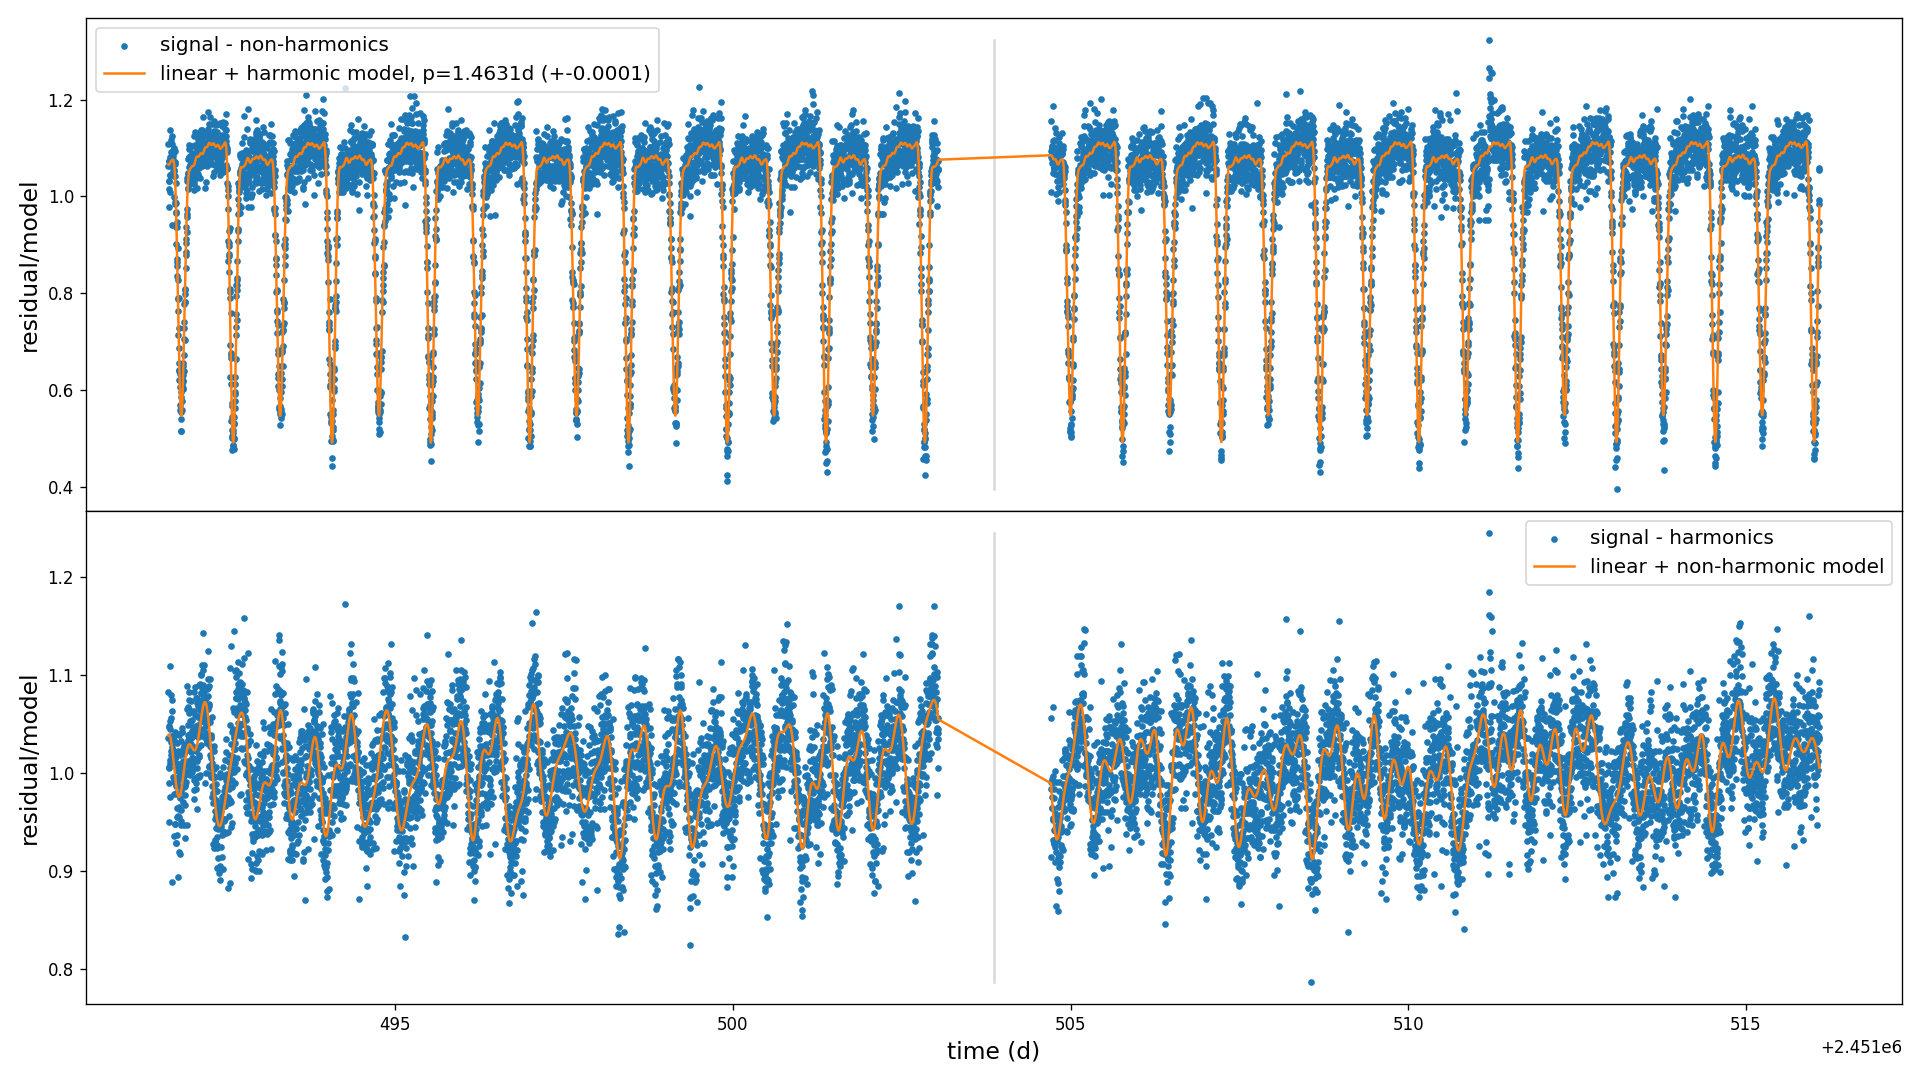 signal - non-harmonics
linear + harmonic model, p=1.4631d (+-0.0001)
residual/model
1.2
1.0
0.8
0.6
0.4
signal - harmonics
linear + non-harmonic model
residual/model
1.2
1.1
1.0
0.9
0.8
495
500
505
510
515
time (d)
+2.451e6